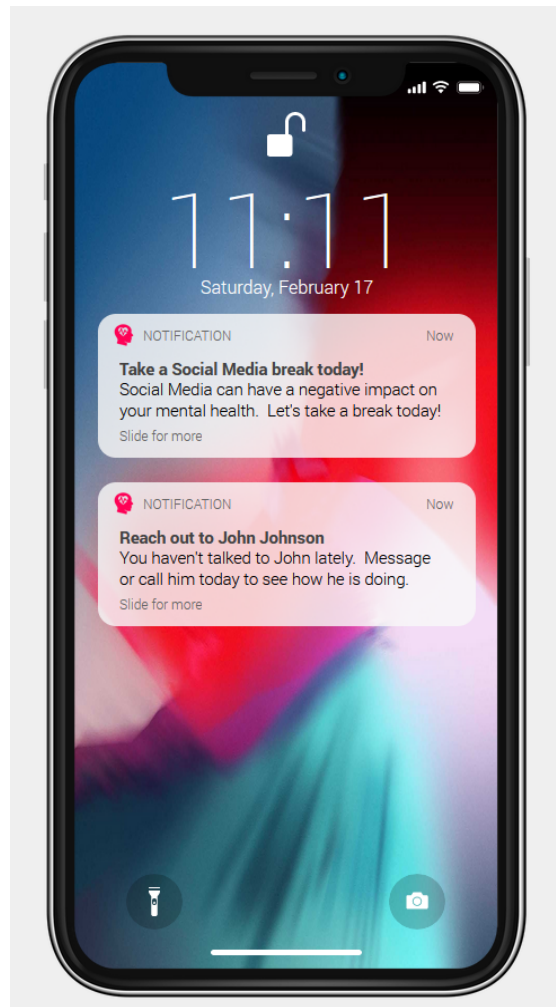 11:11
Saturday, February 17
NOTIFICATION Now
Take a Social Media break today!
Social Media can have a negative impact on
your mental health.  Let's take a break today!
Slide for more
NOTIFICATION Now
Reach out to John Johnson
You haven't talked to John lately.  Message
or call him today to see how he is doing.
Slide for more